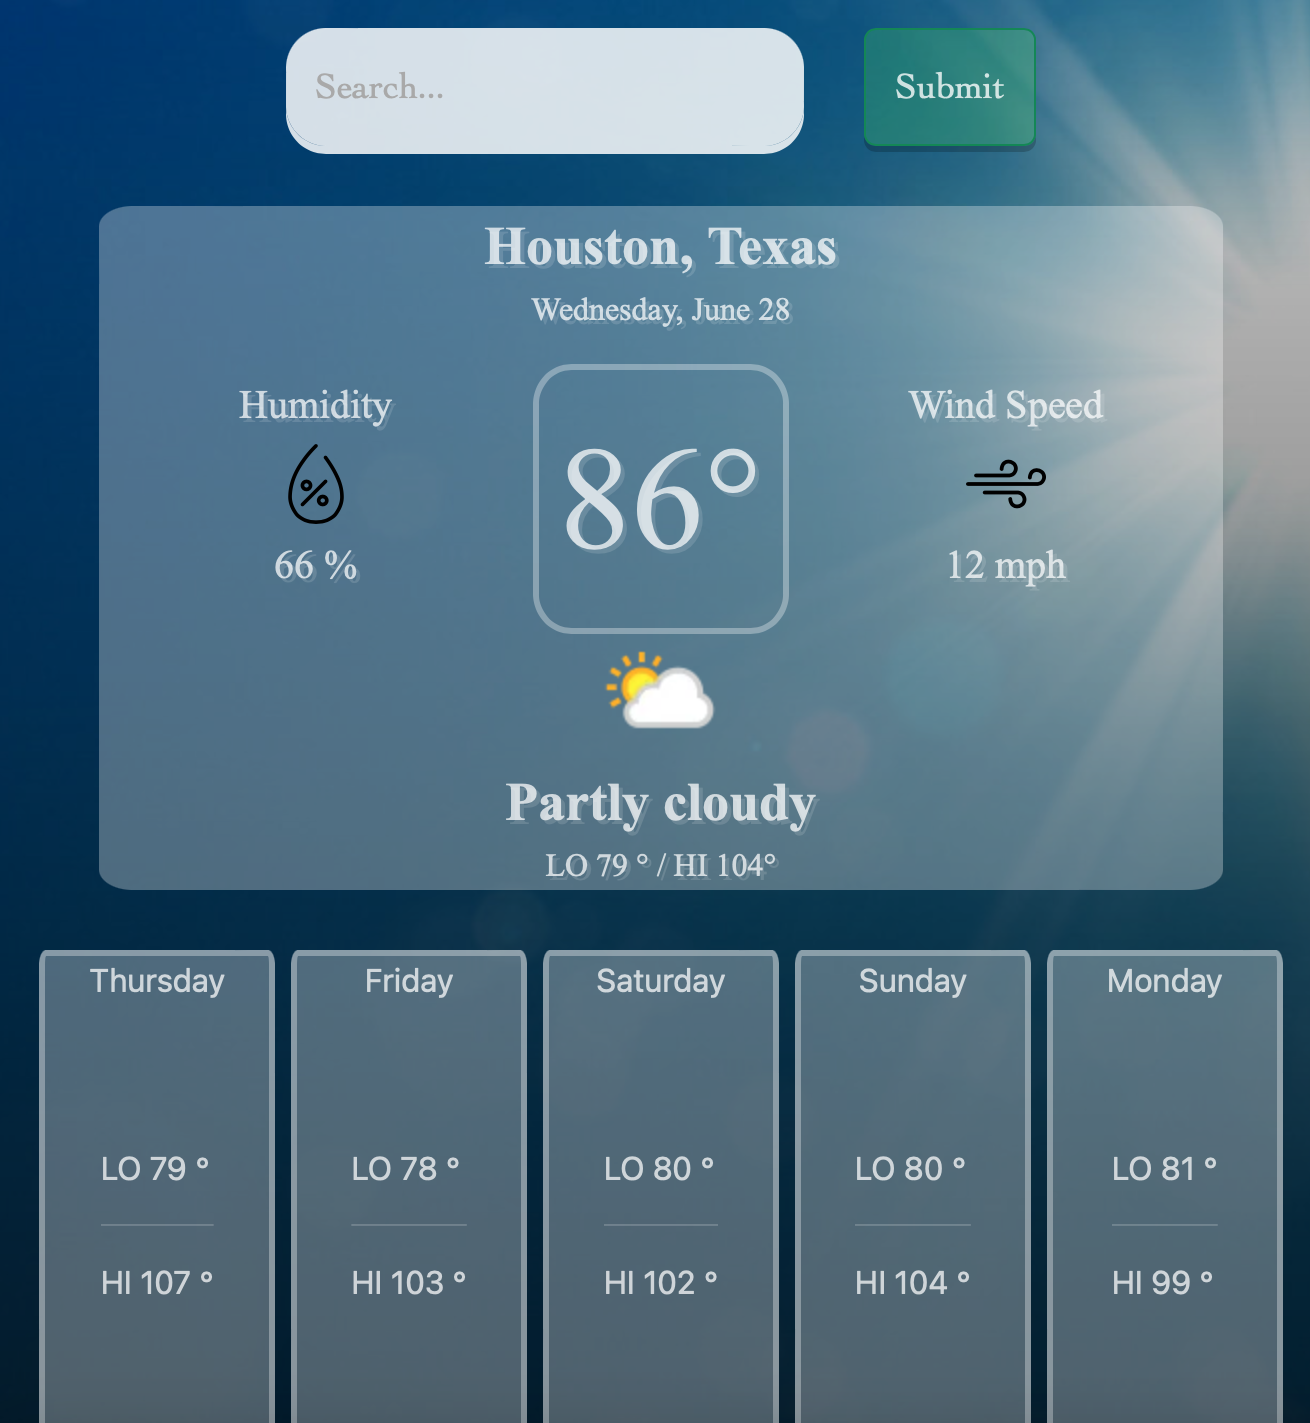 Search...
Submit
Houston, Texas
Wednesday, June 28
Humidity
66 %
86°
Wind Speed
12 mph
Partly cloudy
LO 79 ° / HI 104°
Thursday
LO 79 °
HI 107 °
Friday
LO 78 °
HI 103 °
Saturday
LO 80 °
HI 102 °
Sunday
LO 80 °
HI 104 °
Monday
LO 81 °
HI 99 °